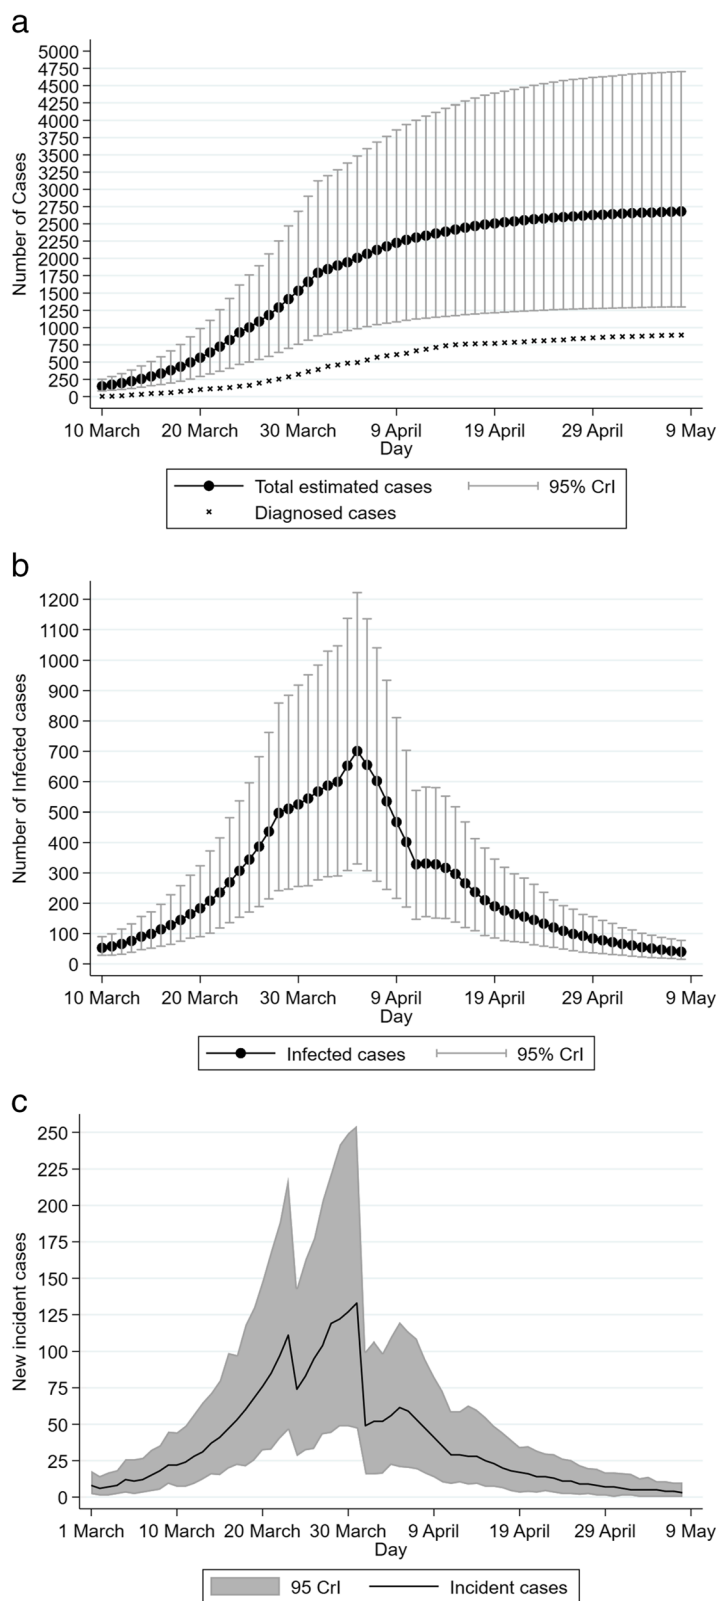 a
5000
4750
4500
4250
4000
3750
3500
3250
3000
2750
2500
2250
2000
1750
1500
1250
1000
750
500
250
0
Number of Cases
10 March 20 March 30 March 9 April 19 April 29 April 9 May
Day
Total estimated cases 95% CrI
Diagnosed cases
b
1200
1100
1000
900
800
700
600
500
400
300
200
100
0
Number of Infected cases
10 March 20 March 30 March 9 April 19 April 29 April 9 May
Day
Infected cases 95% CrI
c
250
225
200
175
150
125
100
75
50
25
0
New incident cases
1 March 10 March 20 March 30 March 9 April 19 April 29 April 9 May
Day
95 CrI Incident cases